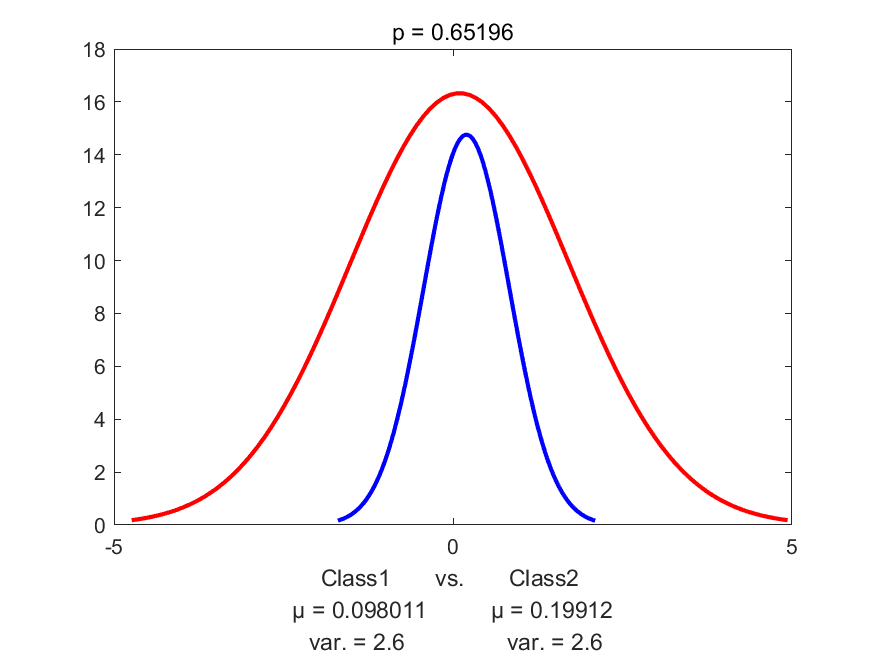 p = 0.65196
18
16
14
12
10
8
6
4
2
0
-5 0 5
Class1 vs. Class2
μ = 0.098011 μ = 0.19912
var. = 2.6 var. = 2.6